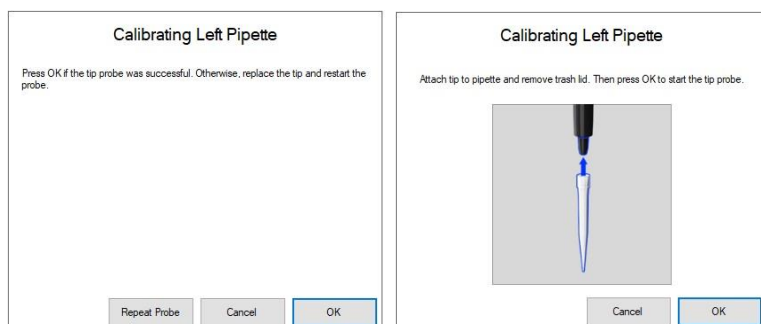 Calibrating Left Pipette
Press OK if the tip probe was successful. Otherwise, replace the tip and restart the
probe.
Repeat Probe
Cancel
OK
Calibrating Left Pipette
Attach tip to pipette and remove trash lid. Then press OK to start the tip probe.
Cancel
OK